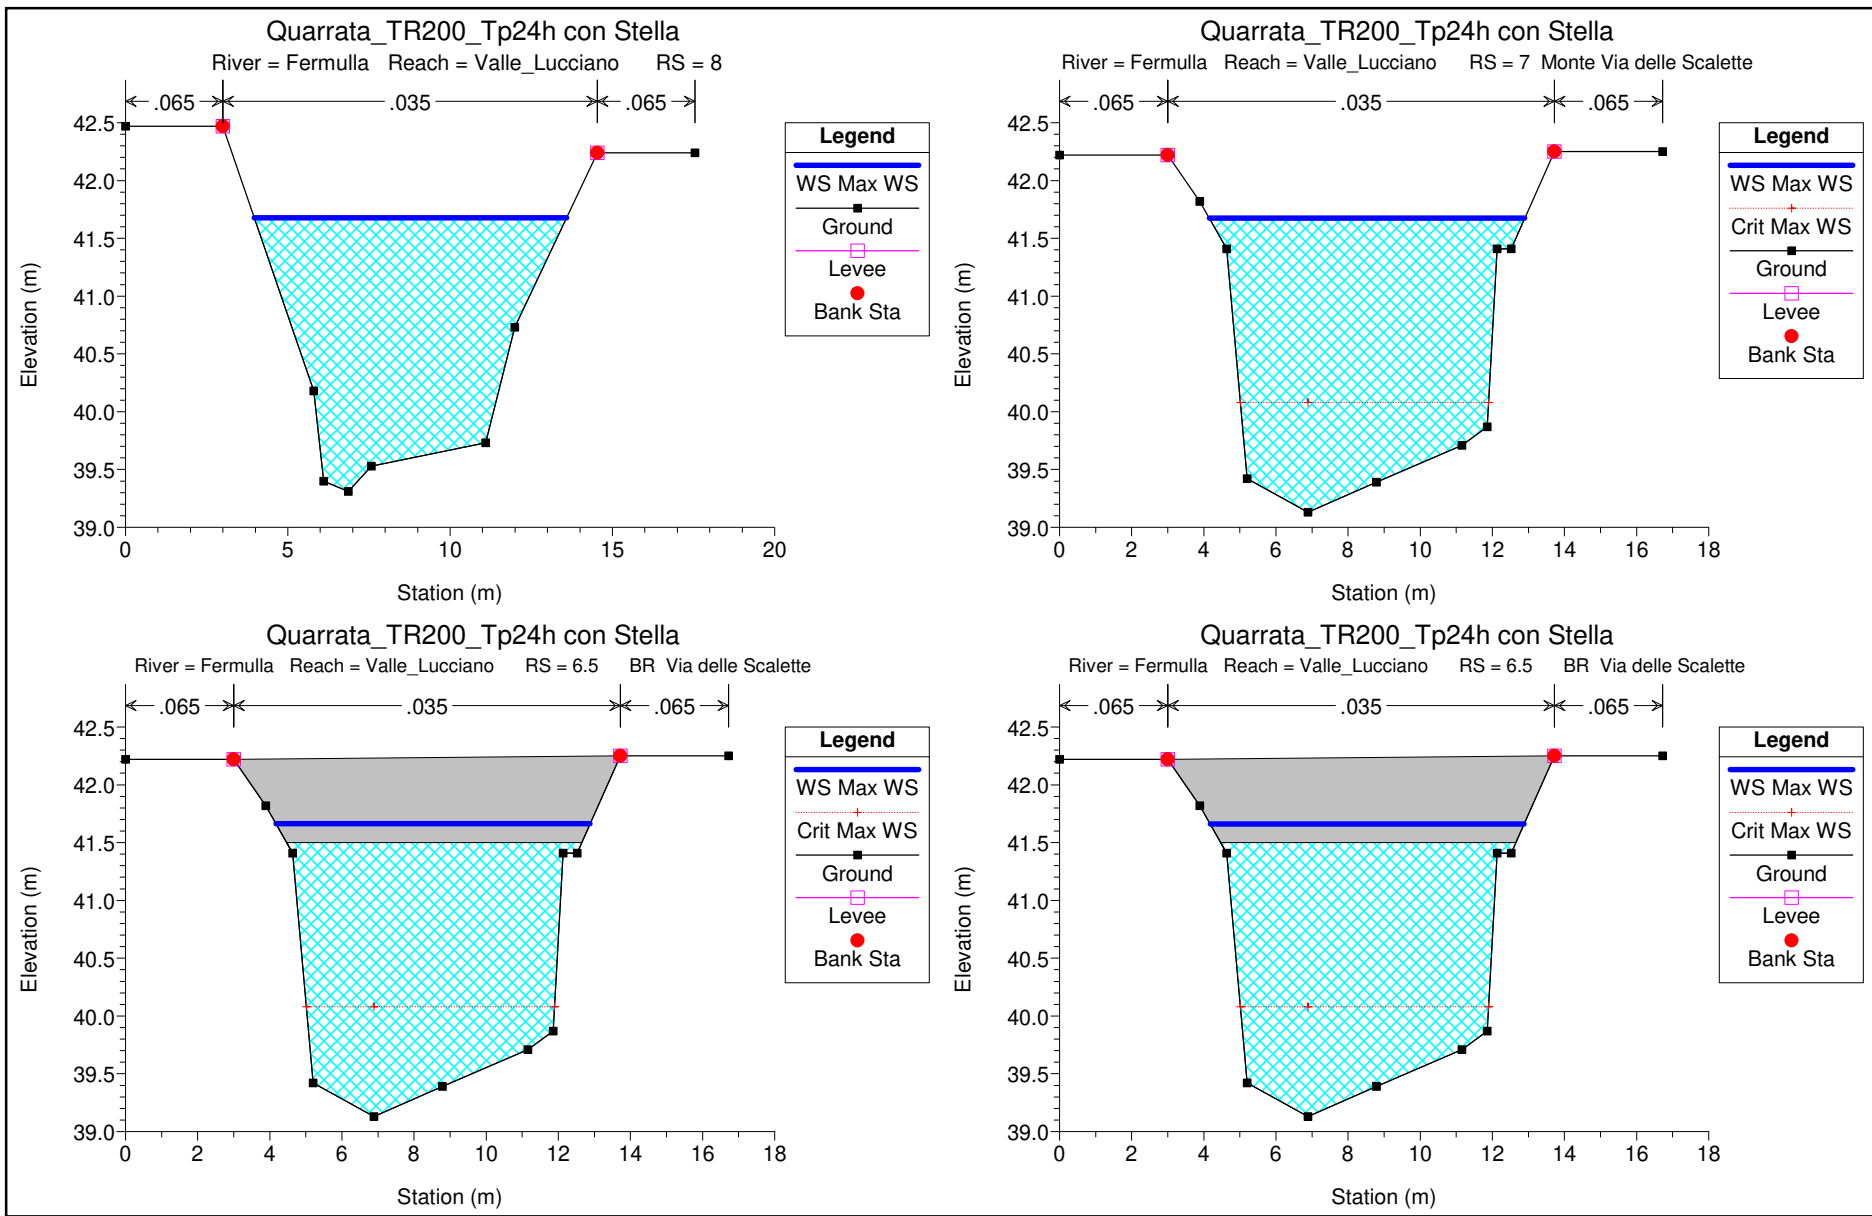 Quarrata_TR200_Tp24h con Stella
River = Fermulla Reach = Valle_Lucciano RS = 8
.065 .035 .065
42.5
42.0
41.5
41.0
40.5
40.0
39.5
39.0
0 5 10 15 20
Station (m)
Elevation (m)
Legend
WS Max WS
Ground
Levee
Bank Sta
Quarrata_TR200_Tp24h con Stella
River = Fermulla Reach = Valle_Lucciano RS = 7 Monte Via delle Scalette
.065 .035 .065
42.5
42.0
41.5
41.0
40.5
40.0
39.5
39.0
0 2 4 6 8 10 12 14 16 18
Station (m)
Elevation (m)
Legend
WS Max WS
Crit Max WS
Ground
Levee
Bank Sta
Quarrata_TR200_Tp24h con Stella
River = Fermulla Reach = Valle_Lucciano RS = 6.5 BR Via delle Scalette
.065 .035 .065
42.5
42.0
41.5
41.0
40.5
40.0
39.5
39.0
0 2 4 6 8 10 12 14 16 18
Station (m)
Elevation (m)
Legend
WS Max WS
Crit Max WS
Ground
Levee
Bank Sta
Quarrata_TR200_Tp24h con Stella
River = Fermulla Reach = Valle_Lucciano RS = 6.5 BR Via delle Scalette
.065 .035 .065
42.5
42.0
41.5
41.0
40.5
40.0
39.5
39.0
0 2 4 6 8 10 12 14 16 18
Station (m)
Elevation (m)
Legend
WS Max WS
Crit Max WS
Ground
Levee
Bank Sta